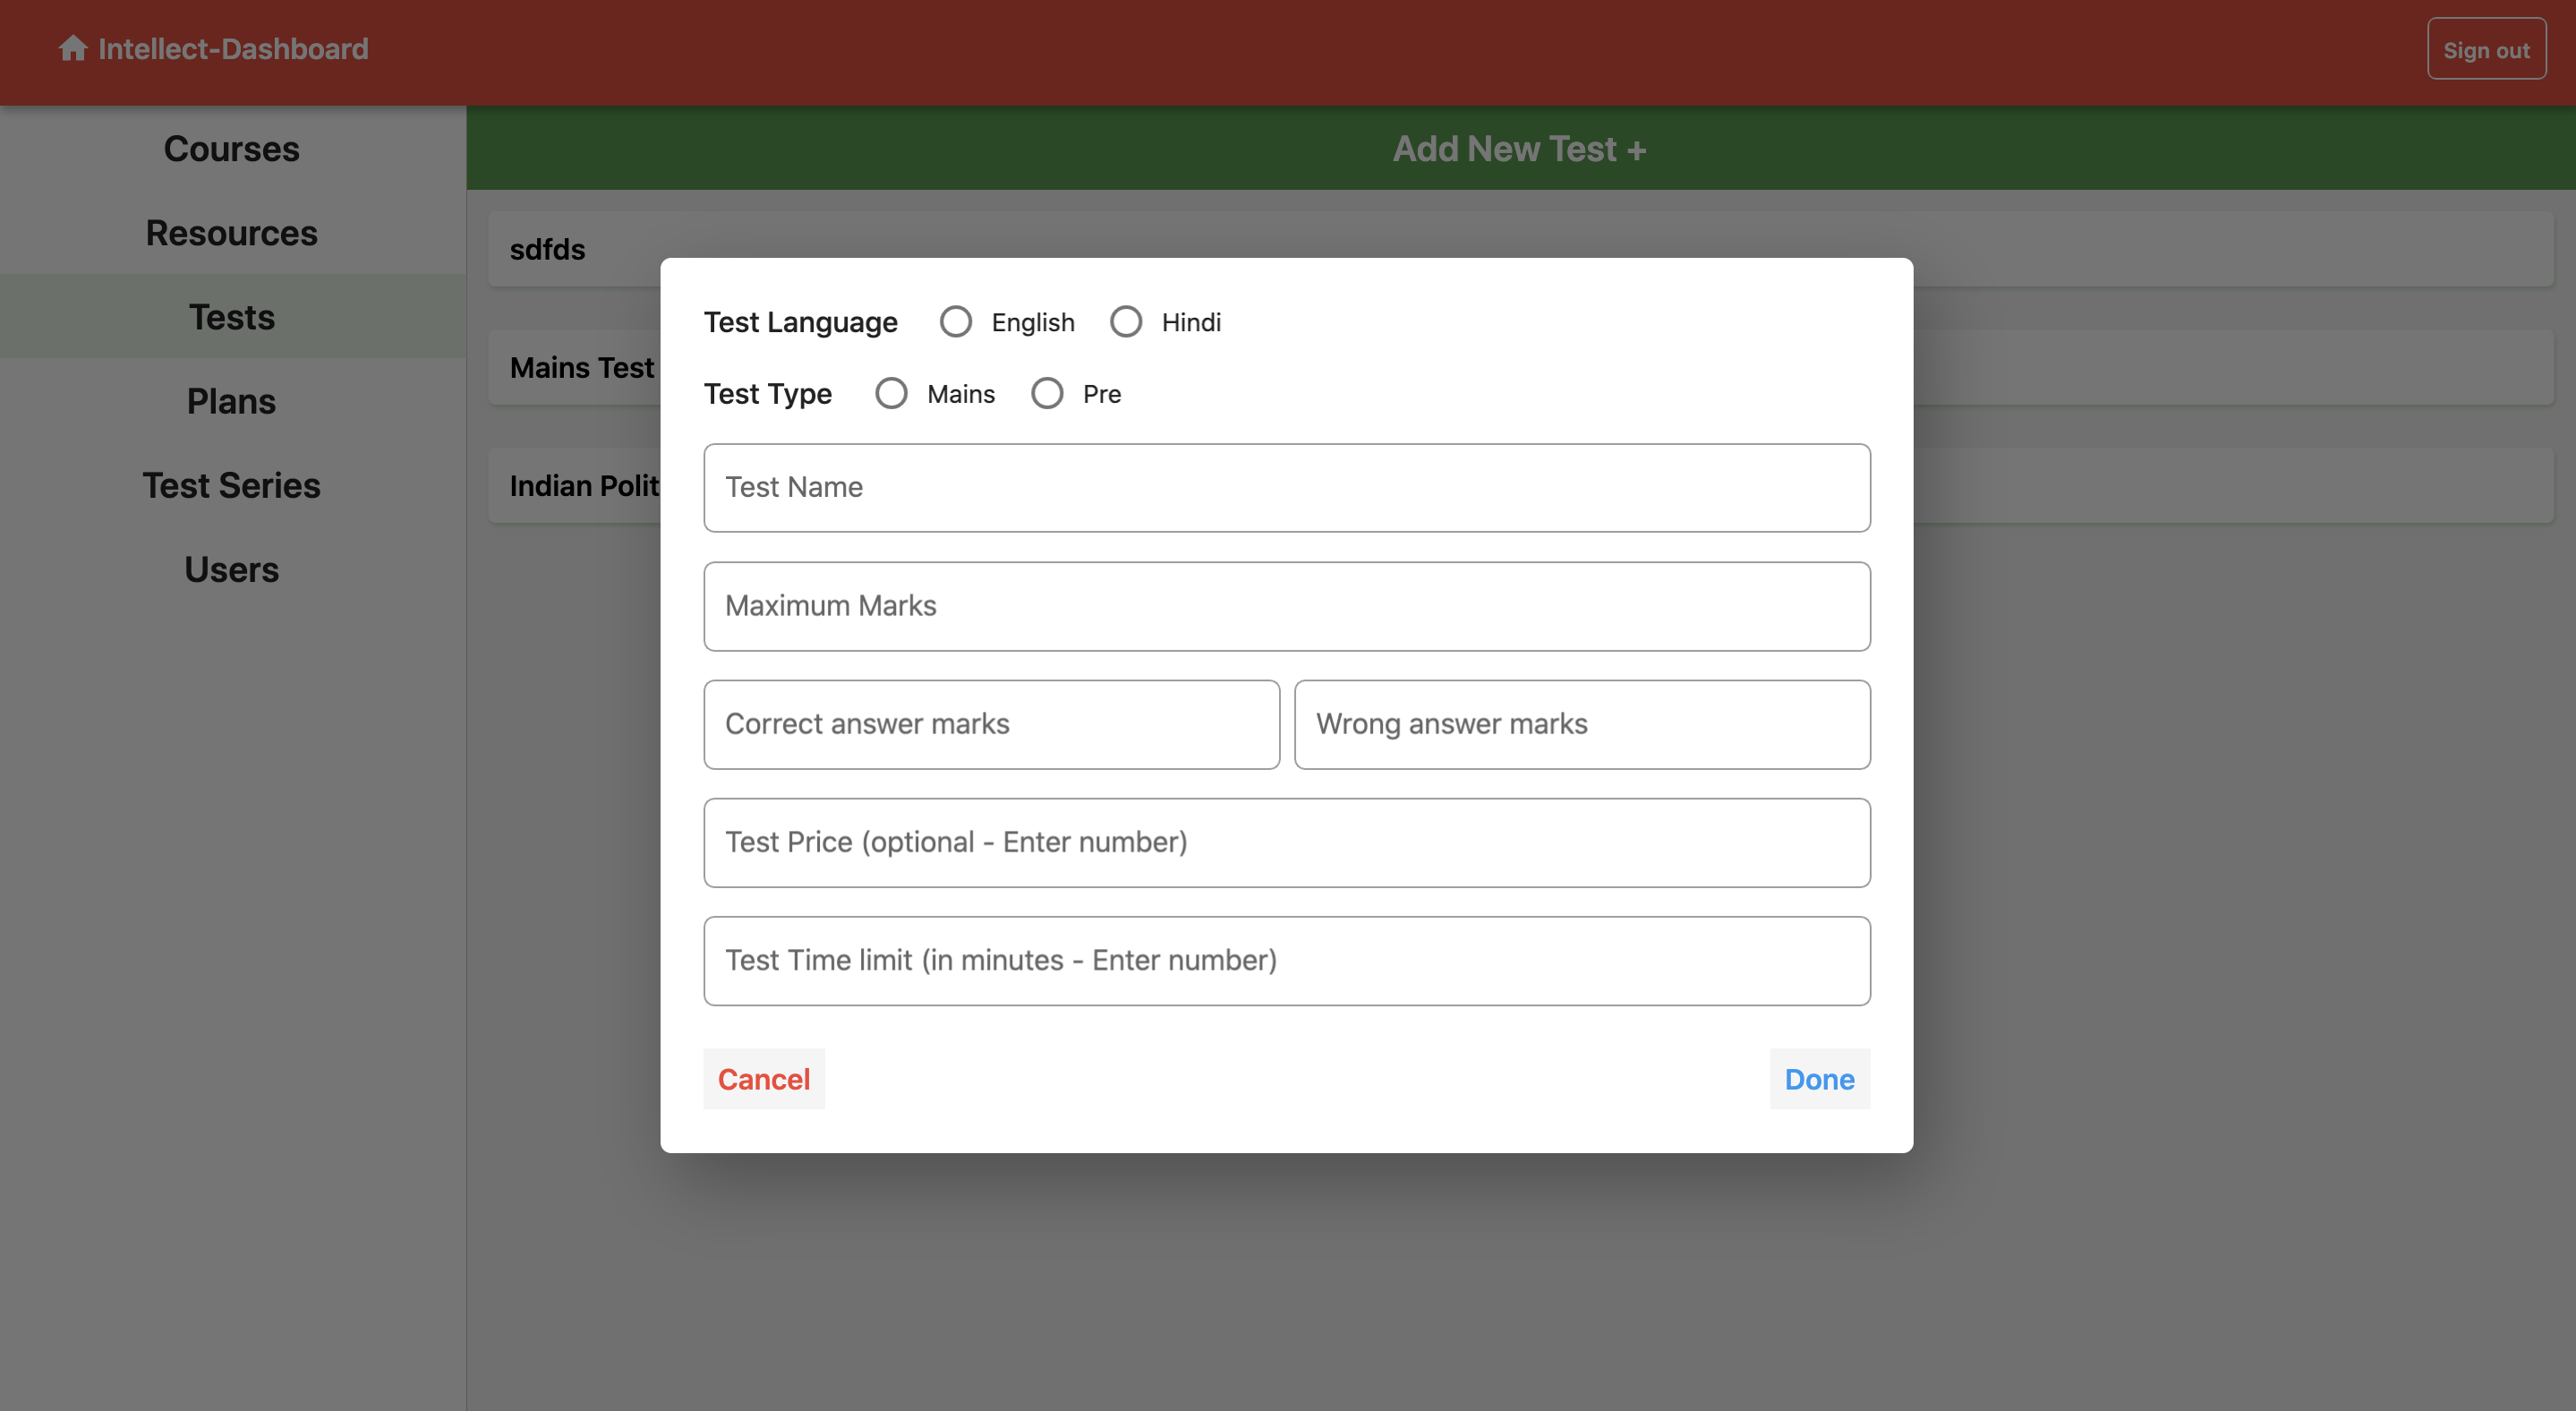 Intellect-Dashboard
Sign out
Courses
Resources
Tests
Plans
Test Series
Users
Add New Test +
sdfds
Mains Test
Indian Polit
Test Language English Hindi
Test Type Mains Pre
Test Name
Maximum Marks
Correct answer marks Wrong answer marks
Test Price (optional - Enter number)
Test Time limit (in minutes - Enter number)
Cancel Done